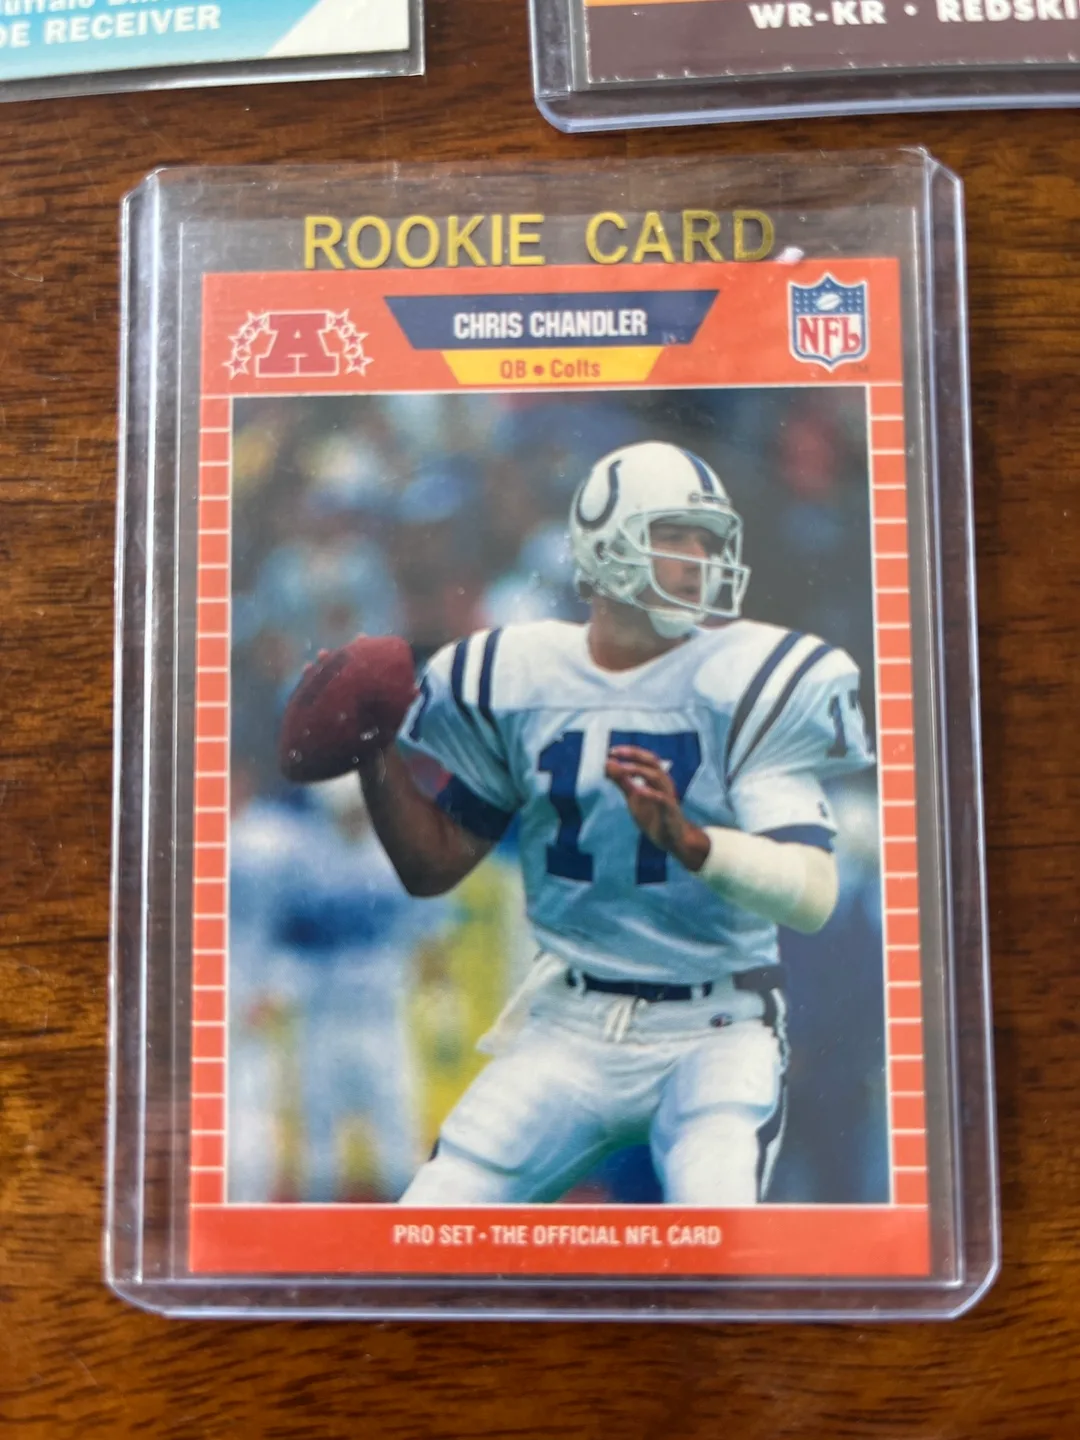 DE RECEIVER
WR-KR • REDSKI
ROOKIE CARD
A
CHRIS CHANDLER
NFL
QB • Colts
17
17
PRO SET • THE OFFICIAL NFL CARD